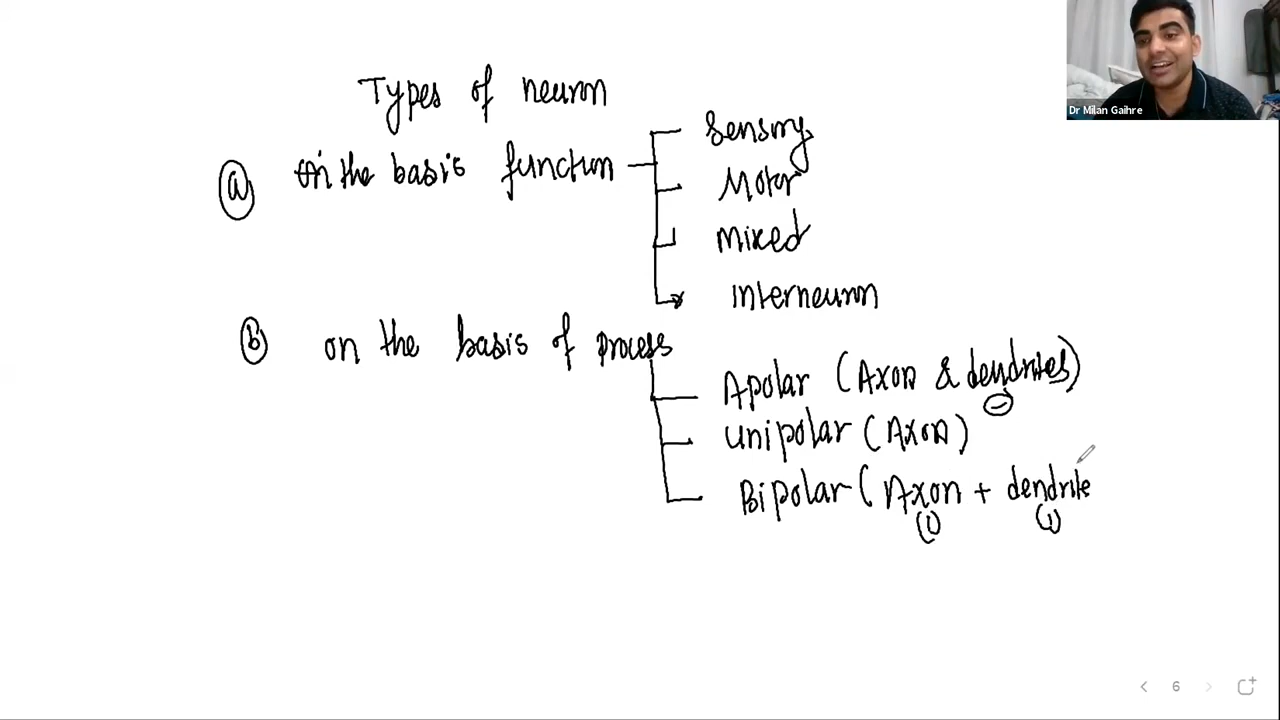 Dr Milan Gaihre
Types of neuron
a on the basis function
Sensory
Motor
mixed
interneuron
b on the basis of process
Apolar (Axon & dendrites)
-
unipolar (Axon)
Bipolar (Axon + dendrite
(1) (1)
6